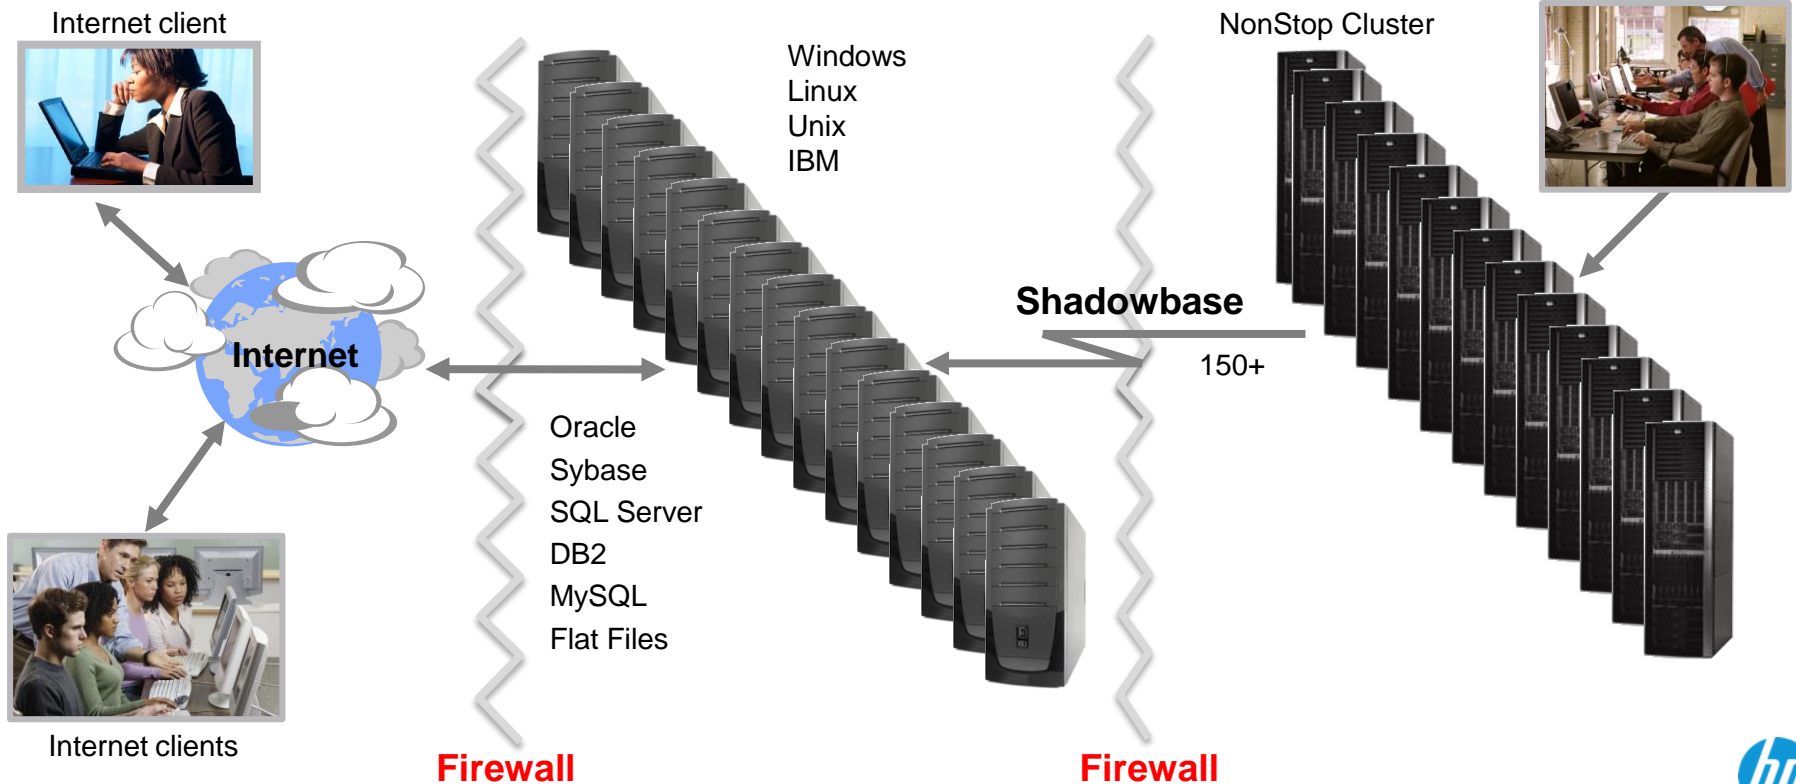 Internet client
NonStop Cluster
Windows
Linux
Unix
IBM
Shadowbase
150+
Internet
Oracle
Sybase
SQL Server
DB2
MySQL
Flat Files
Internet clients
Firewall
Firewall
hp